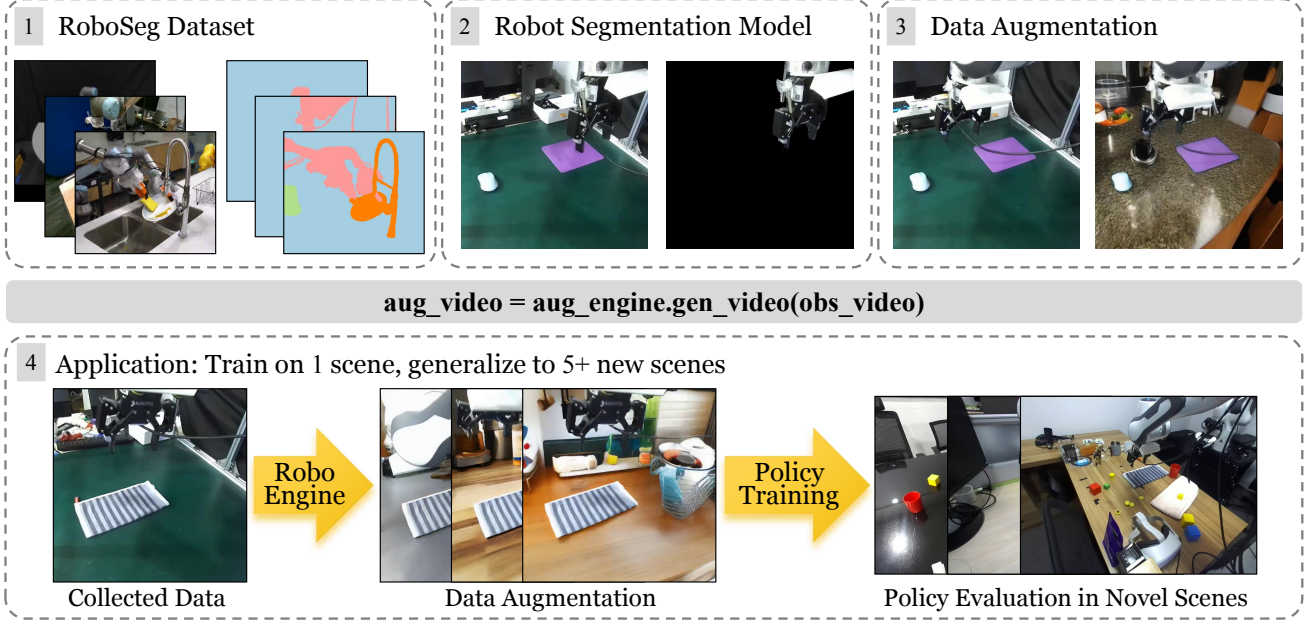 1 RoboSeg Dataset
2 Robot Segmentation Model
3 Data Augmentation
aug_video = aug_engine.gen_video(obs_video)
4 Application: Train on 1 scene, generalize to 5+ new scenes
Robo
Engine
Policy
Training
Collected Data
Data Augmentation
Policy Evaluation in Novel Scenes